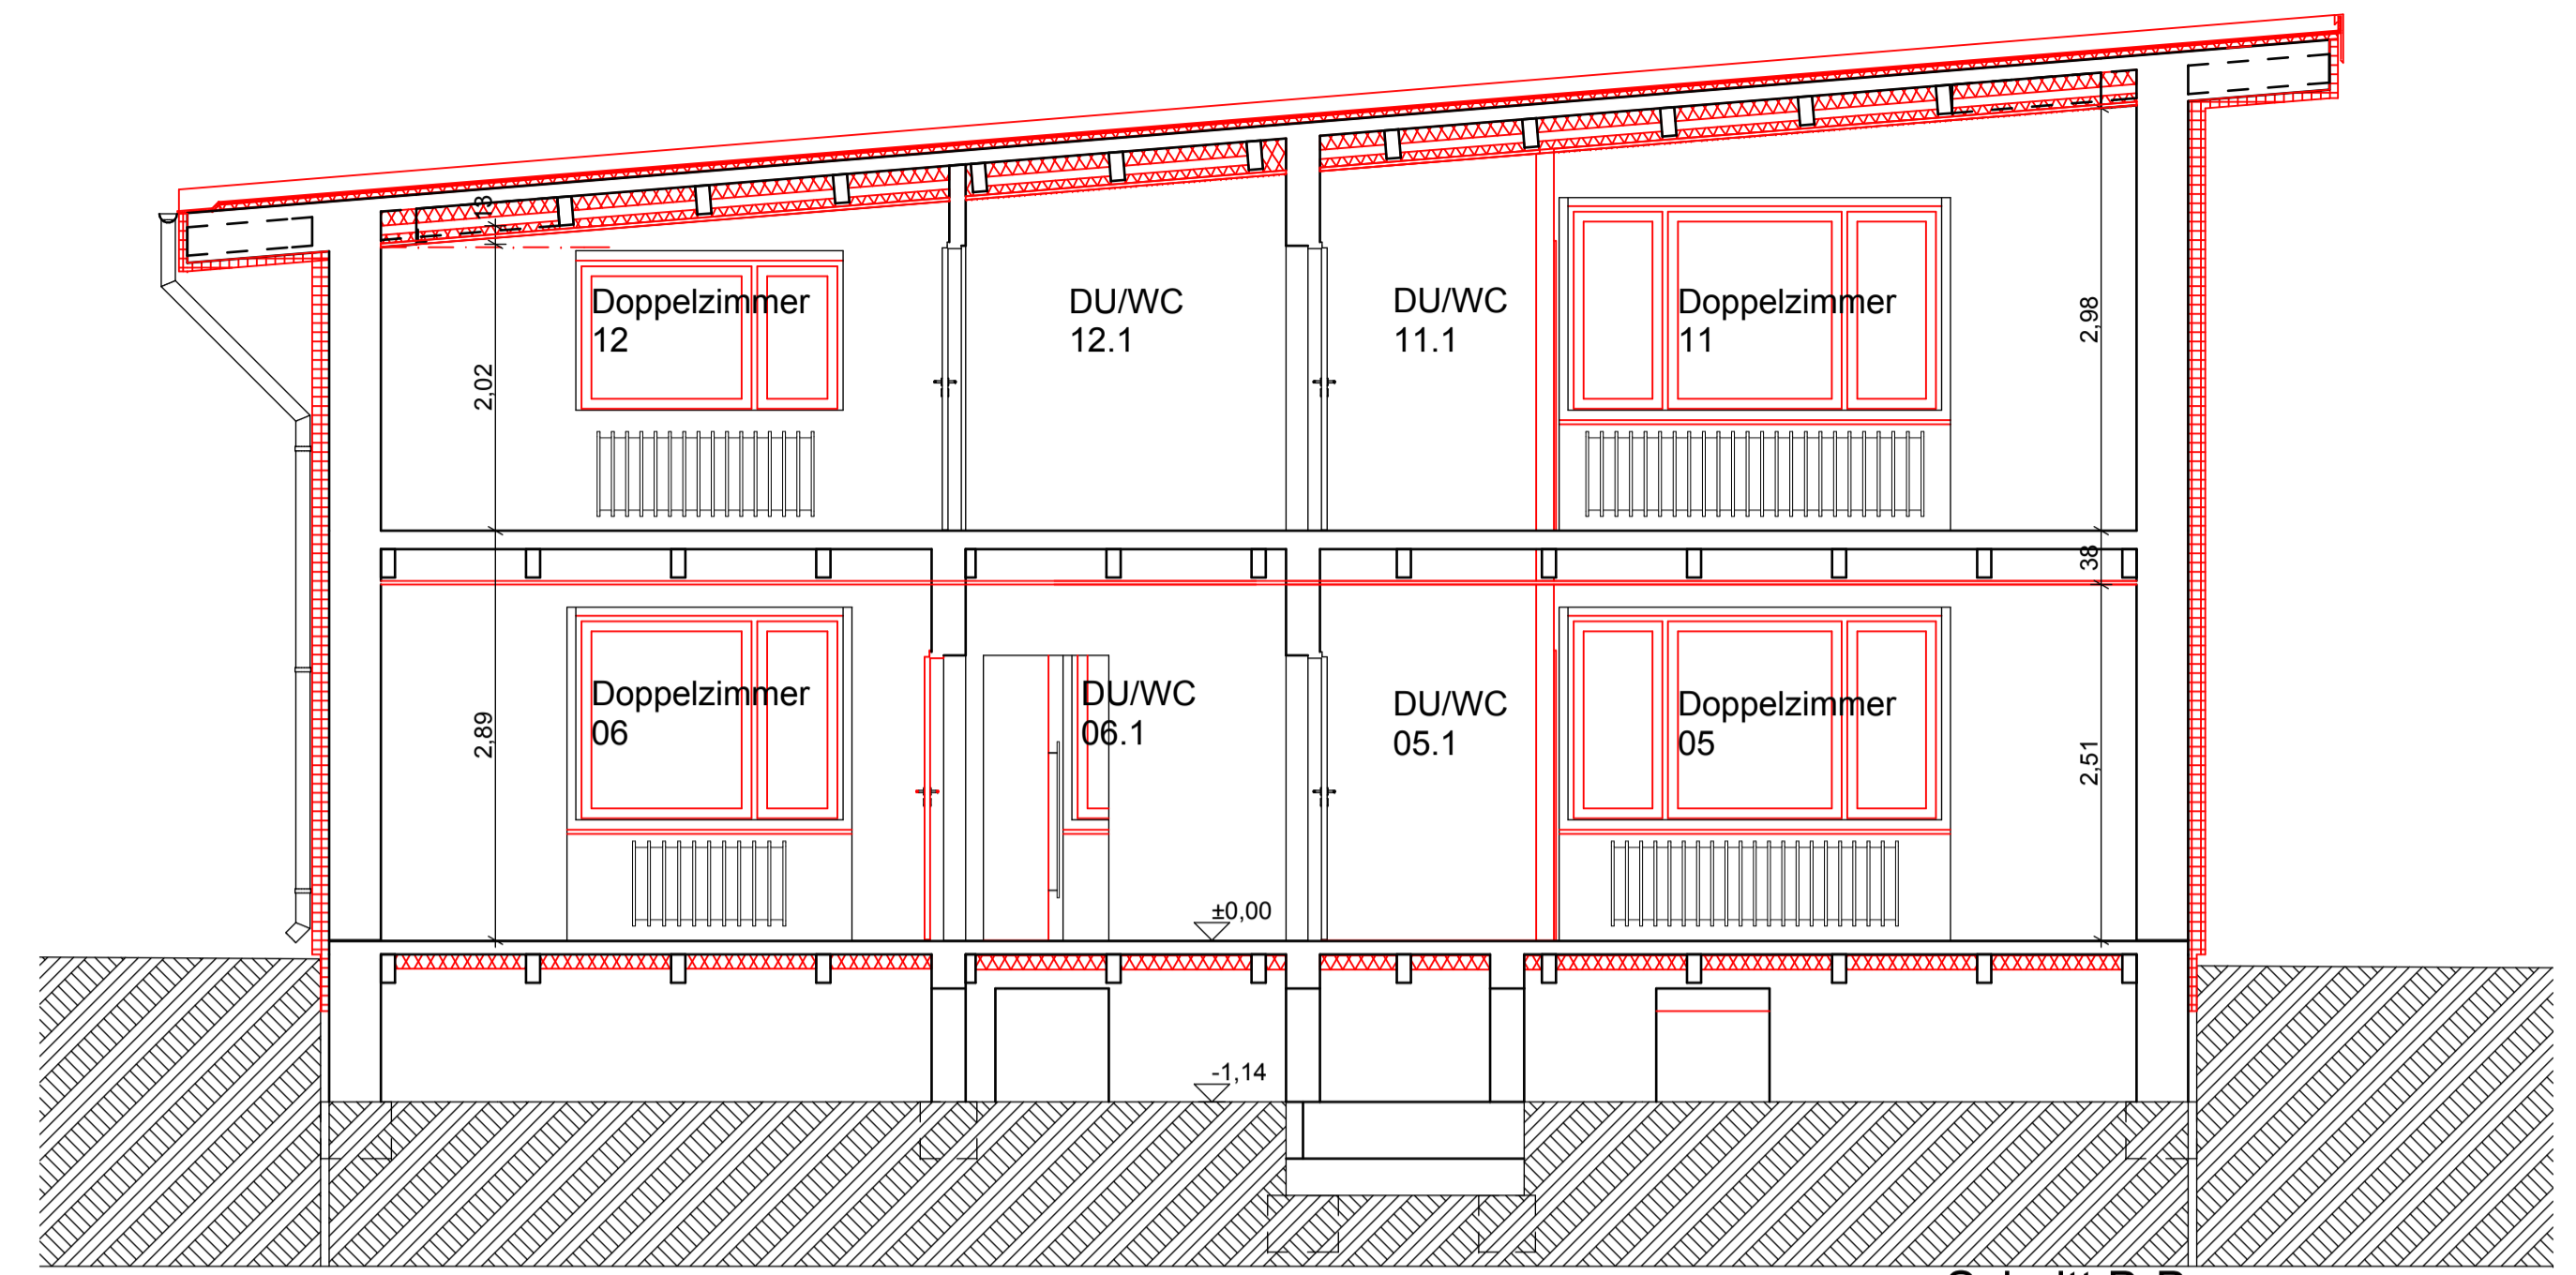 13
Doppelzimmer
12
DU/WC
12.1
DU/WC
11.1
Doppelzimmer
11
2,98
2,02
38
Doppelzimmer
06
DU/WC
06.1
DU/WC
05.1
Doppelzimmer
05
2,89
2,51
±0,00
-1,14